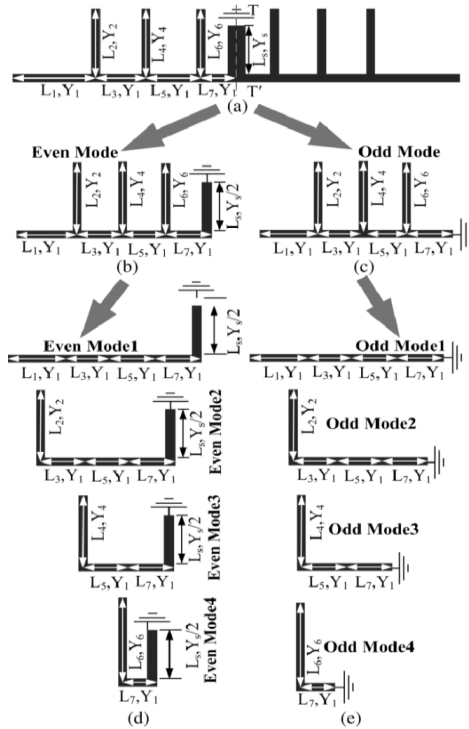 T
L₂,Y₂
L₄,Y₄
L₆,Y₆
Lₛ,Yₛ
L₁,Y₁
L₃,Y₁
L₅,Y₁
L₇,Y₁
T'
(a)
Even Mode
Odd Mode
L₂,Y₂
L₄,Y₄
L₆,Y₆
Lₛ,Yₛ/2
L₂,Y₂
L₄,Y₄
L₆,Y₆
L₁,Y₁
L₃,Y₁
L₅,Y₁
L₇,Y₁
L₁,Y₁
L₃,Y₁
L₅,Y₁
L₇,Y₁
(b)
(c)
Even Mode1
Lₛ,Yₛ/2
Odd Mode1
L₁,Y₁
L₃,Y₁
L₅,Y₁
L₇,Y₁
L₁,Y₁
L₃,Y₁
L₅,Y₁
L₇,Y₁
L₂,Y₂
Lₛ,Yₛ/2
Even Mode2
L₂,Y₂
Odd Mode2
L₃,Y₁
L₅,Y₁
L₇,Y₁
L₃,Y₁
L₅,Y₁
L₇,Y₁
L₄,Y₄
Lₛ,Yₛ/2
Even Mode3
L₄,Y₄
Odd Mode3
L₅,Y₁
L₇,Y₁
L₅,Y₁
L₇,Y₁
L₆,Y₆
Lₛ,Yₛ/2
Even Mode4
L₆,Y₆
Odd Mode4
L₇,Y₁
L₇,Y₁
(d)
(e)